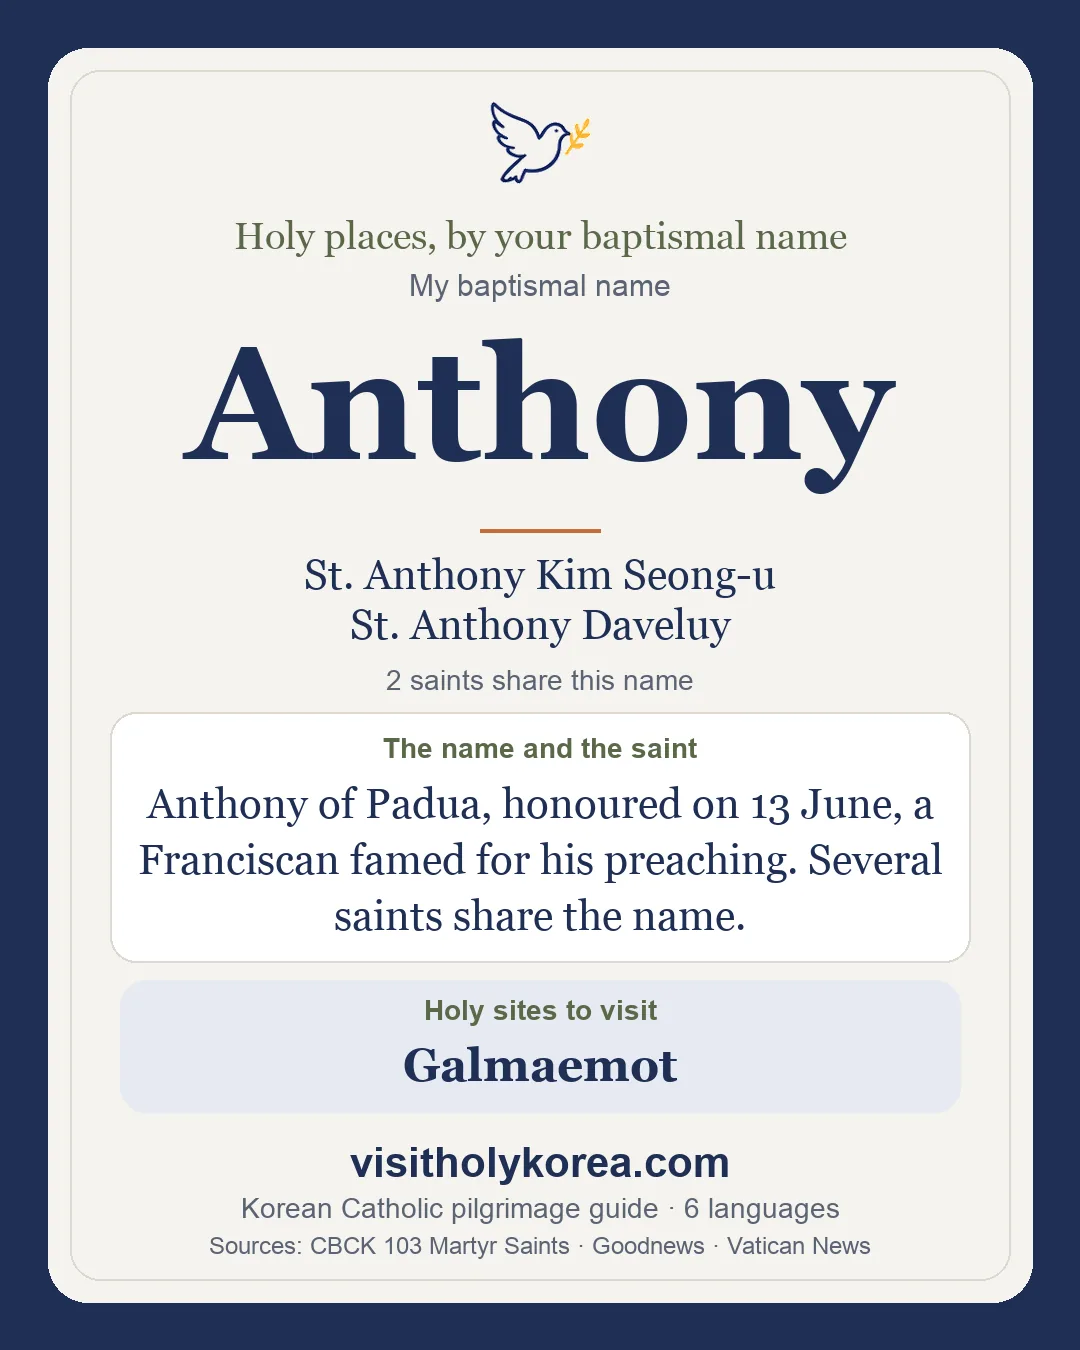 Holy places, by your baptismal name
My baptismal name
Anthony
St. Anthony Kim Seong-u
St. Anthony Daveluy
2 saints share this name
The name and the saint
Anthony of Padua, honoured on 13 June, a
Franciscan famed for his preaching. Several
saints share the name.
Holy sites to visit
Galmaemot
visitholykorea.com
Korean Catholic pilgrimage guide · 6 languages
Sources: CBCK 103 Martyr Saints · Goodnews · Vatican News